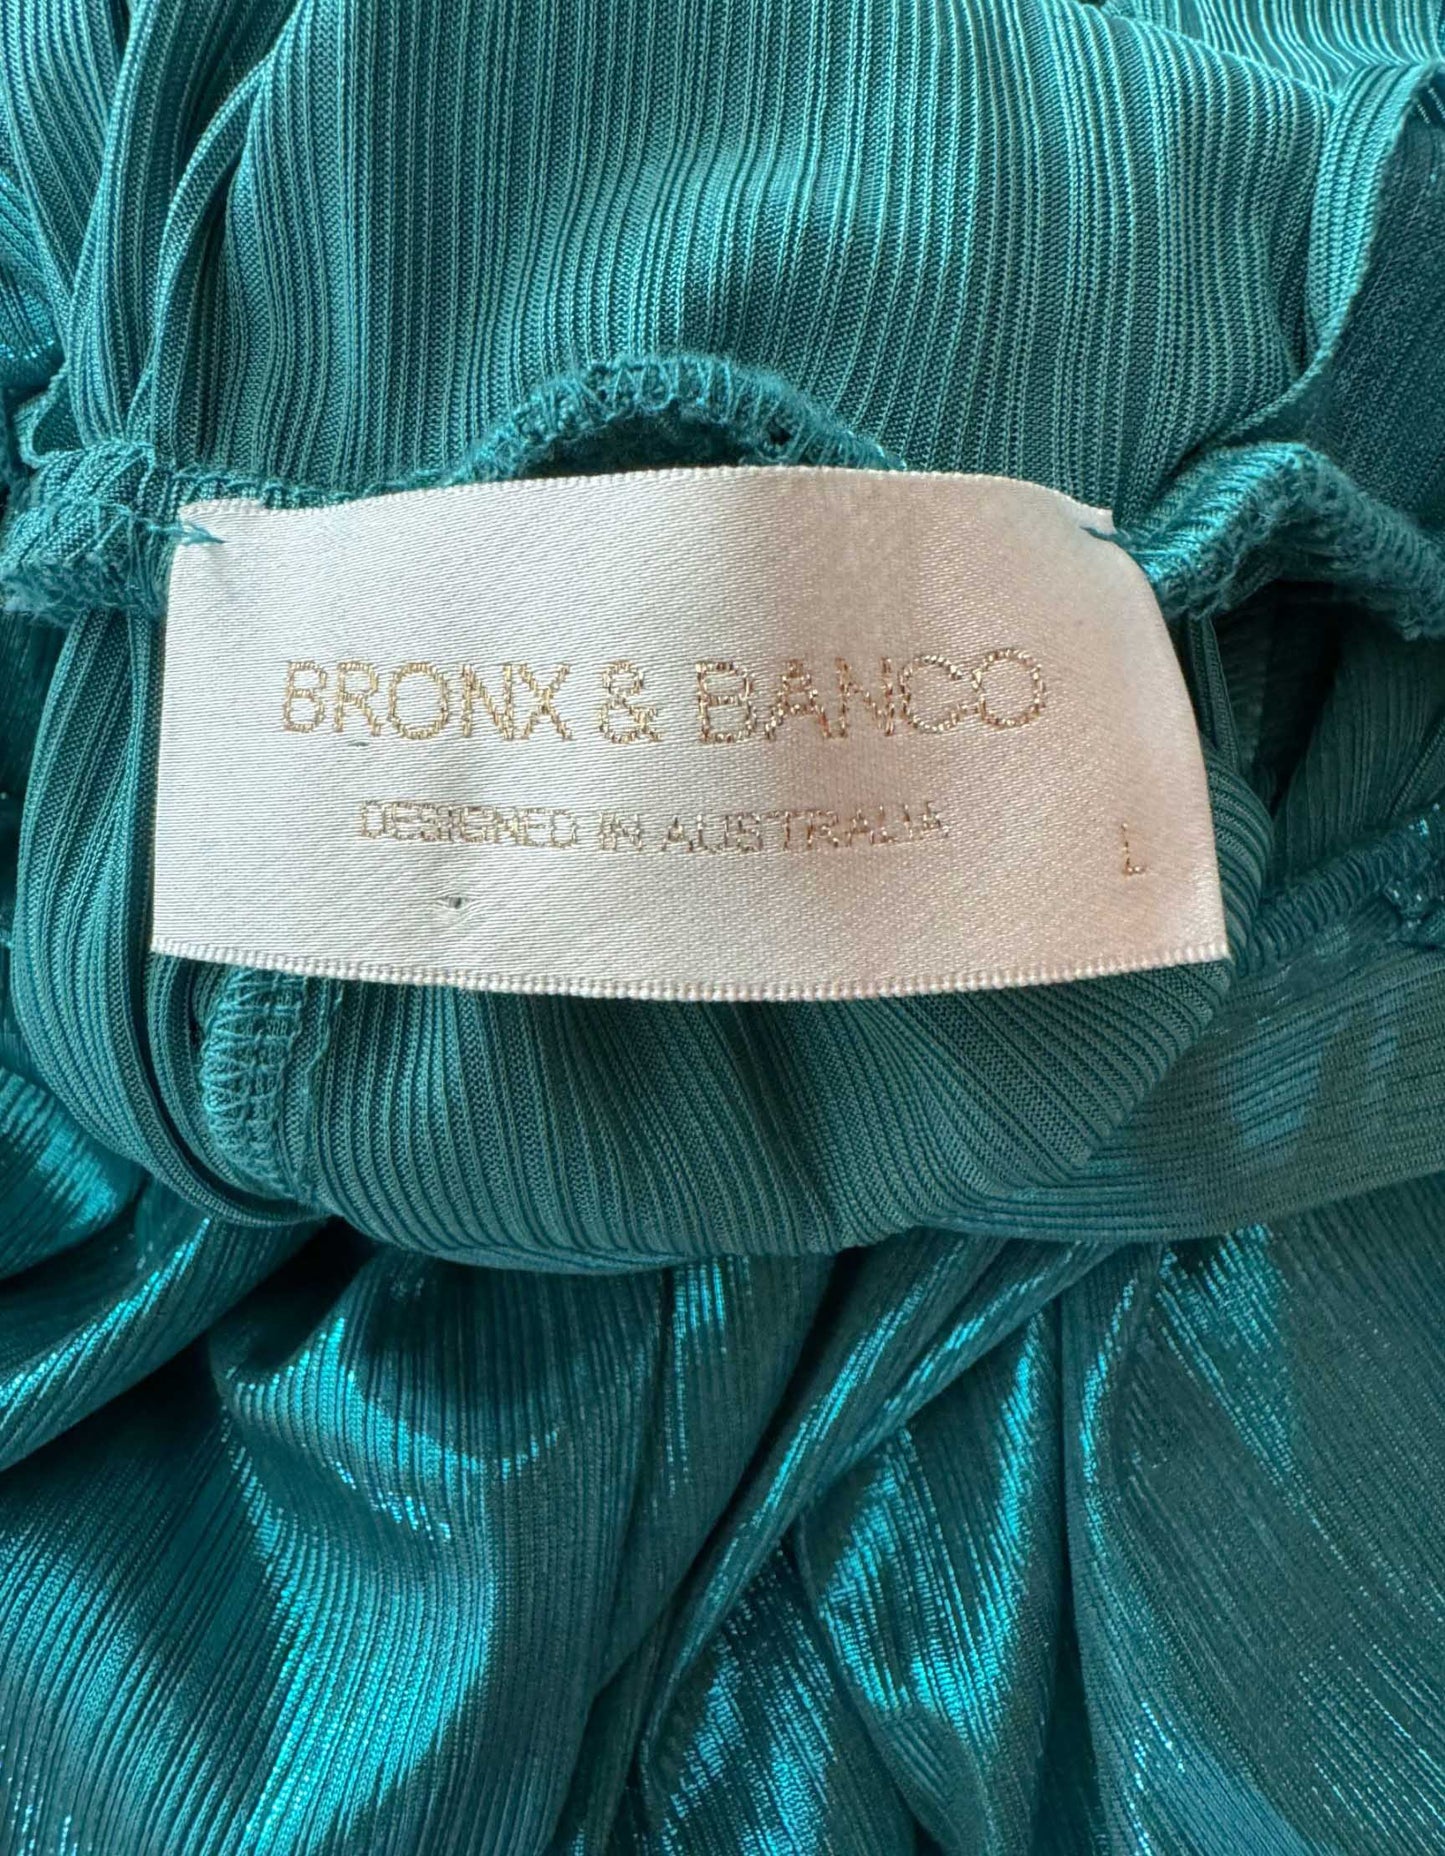 BRONX & BANCO
DESIGNED IN AUSTRALIA
L